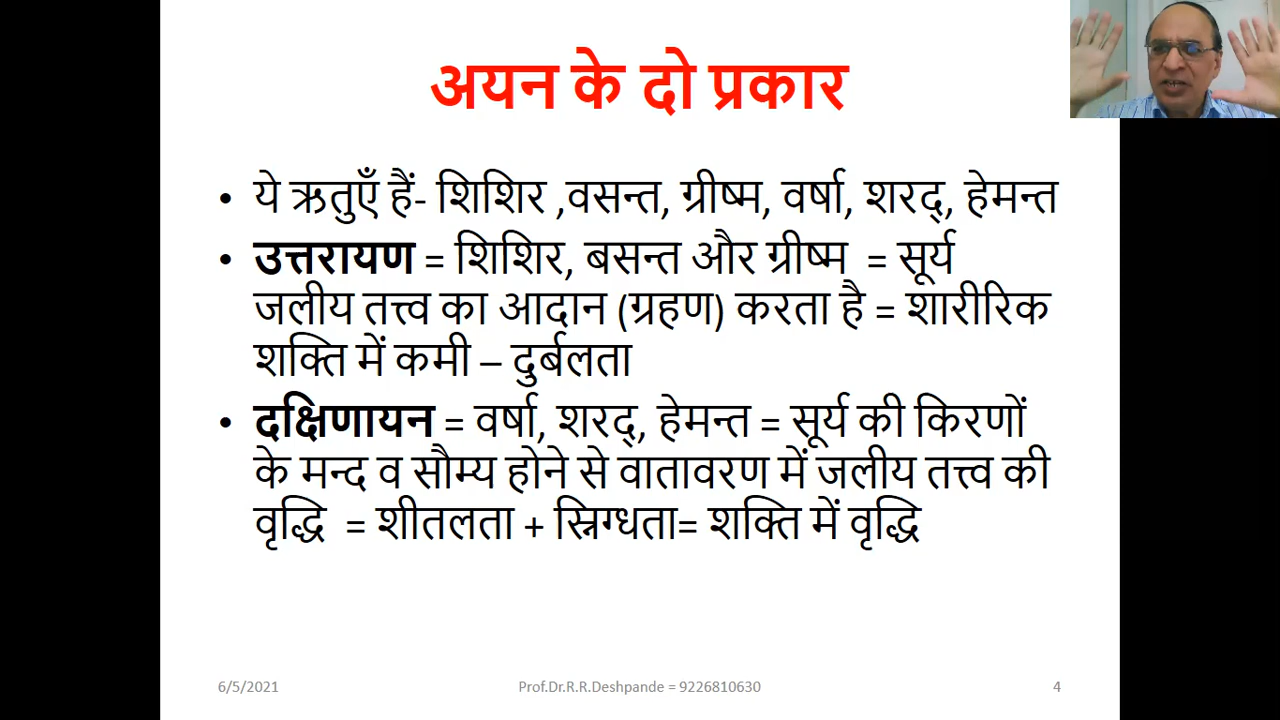 अयन के दो प्रकार
• ये ऋतुएँ हैं- शिशिर ,वसन्त, ग्रीष्म, वर्षा, शरद्, हेमन्त
• उत्तरायण = शिशिर, बसन्त और ग्रीष्म = सूर्य
जलीय तत्त्व का आदान (ग्रहण) करता है = शारीरिक
शक्ति में कमी – दुर्बलता
• दक्षिणायन = वर्षा, शरद्, हेमन्त = सूर्य की किरणों
के मन्द व सौम्य होने से वातावरण में जलीय तत्त्व की
वृद्धि = शीतलता + स्निग्धता= शक्ति में वृद्धि
6/5/2021 Prof.Dr.R.R.Deshpande = 9226810630 4